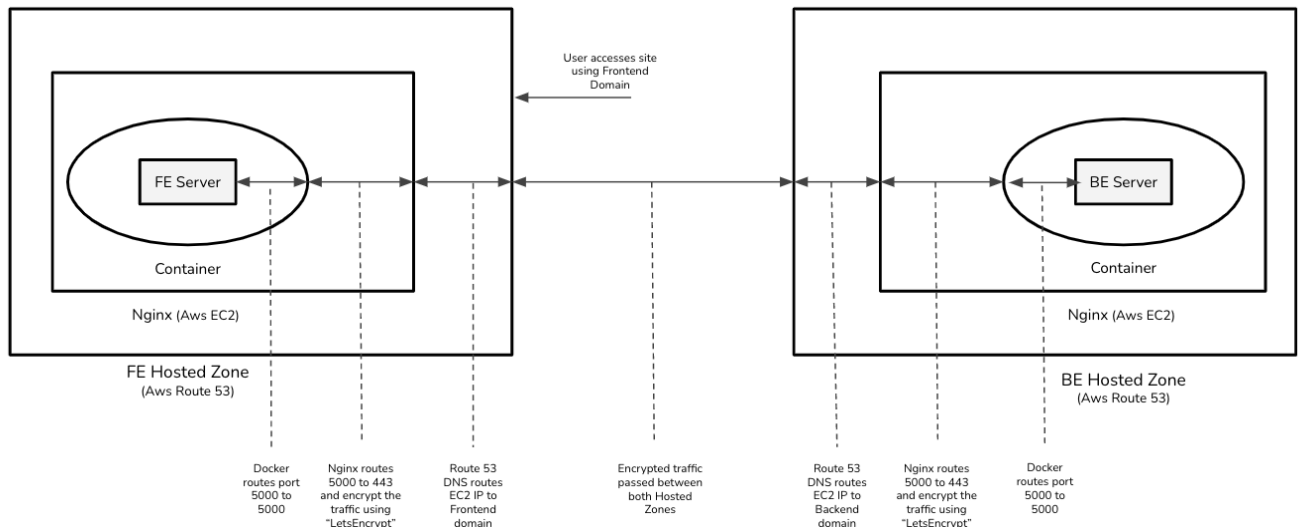 User accesses site
using Frontend
Domain
FE Server
BE Server
Container
Container
Nginx (Aws EC2)
Nginx (Aws EC2)
FE Hosted Zone
(Aws Route 53)
BE Hosted Zone
(Aws Route 53)
Docker
routes port
5000 to
5000
Nginx routes
5000 to 443
and encrypt the
traffic using
“LetsEncrypt”
Route 53
DNS routes
EC2 IP to
Frontend
domain
Encrypted traffic
passed between
both Hosted
Zones
Route 53
DNS routes
EC2 IP to
Backend
domain
Nginx routes
5000 to 443
and encrypt the
traffic using
“LetsEncrypt”
Docker
routes port
5000 to
5000